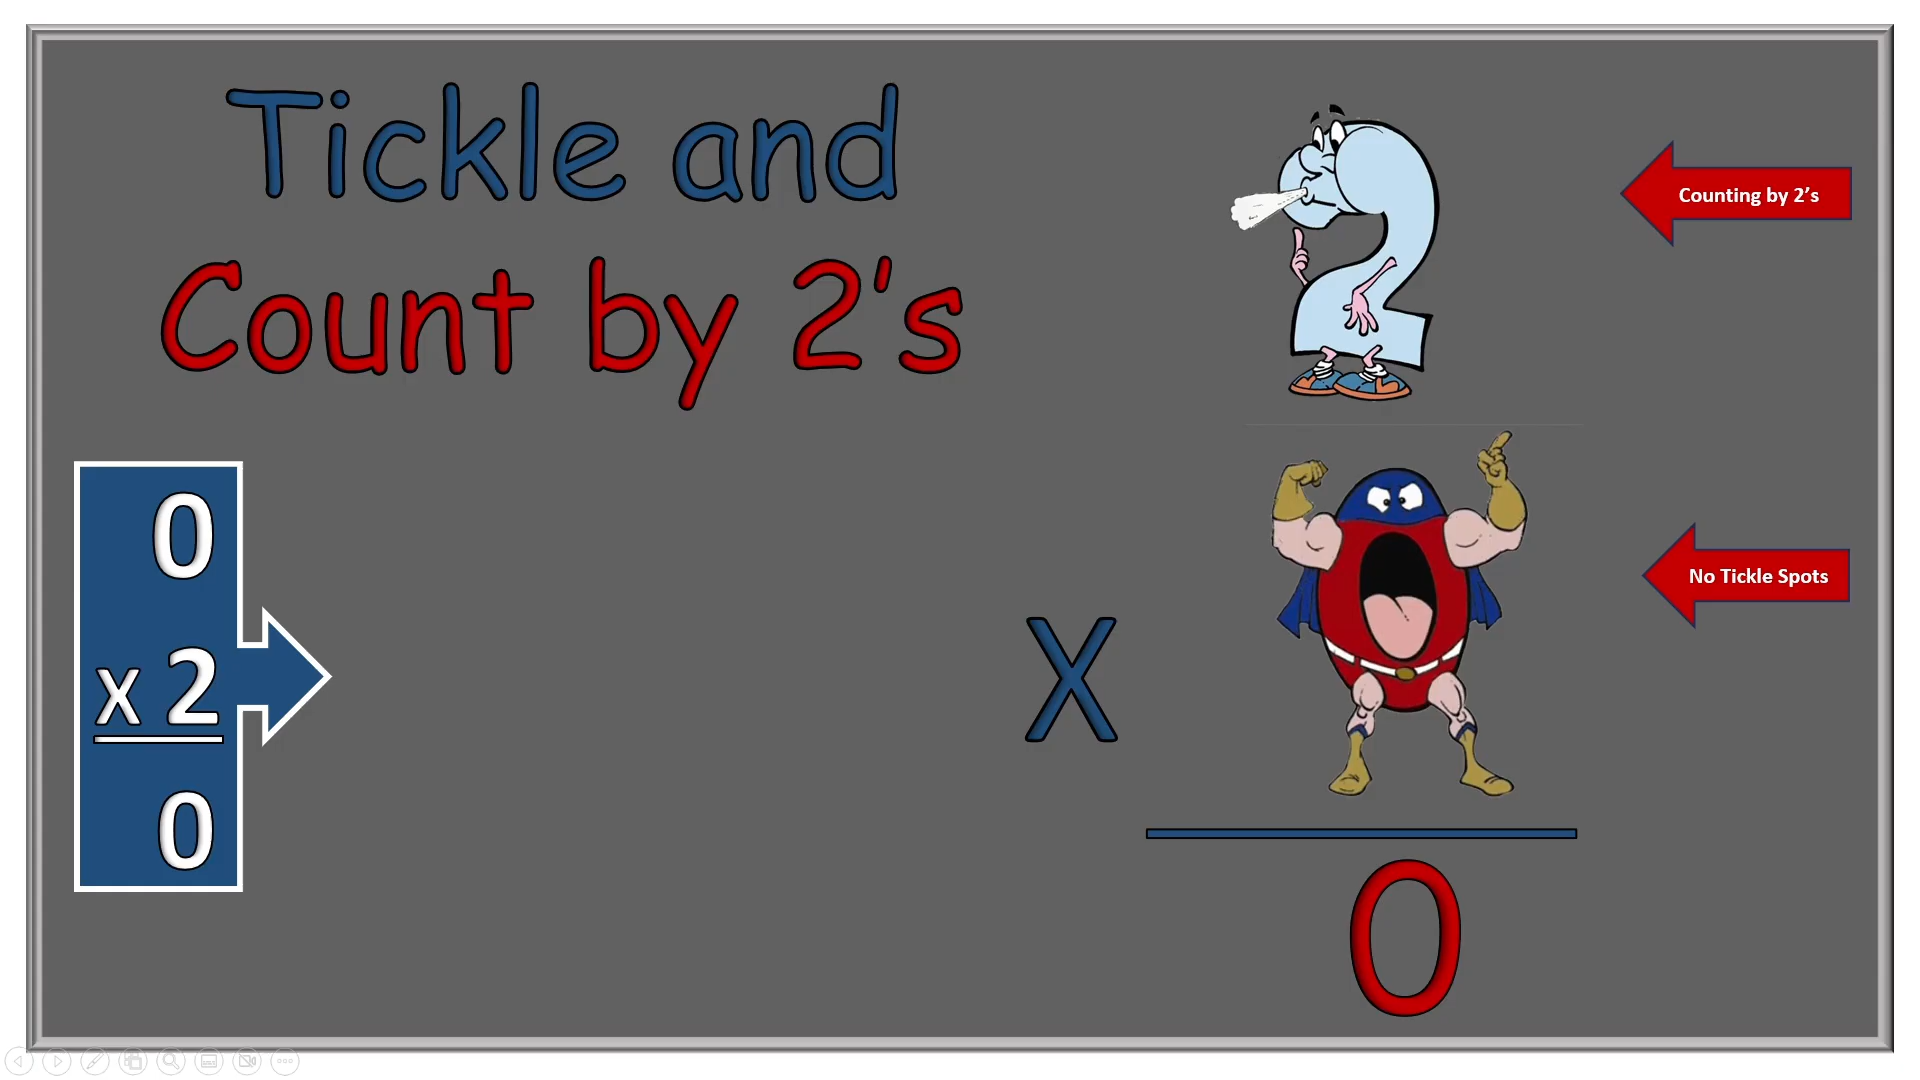 Tickle and
Count by 2's
Counting by 2's
No Tickle Spots
0
x 2
0
X
0